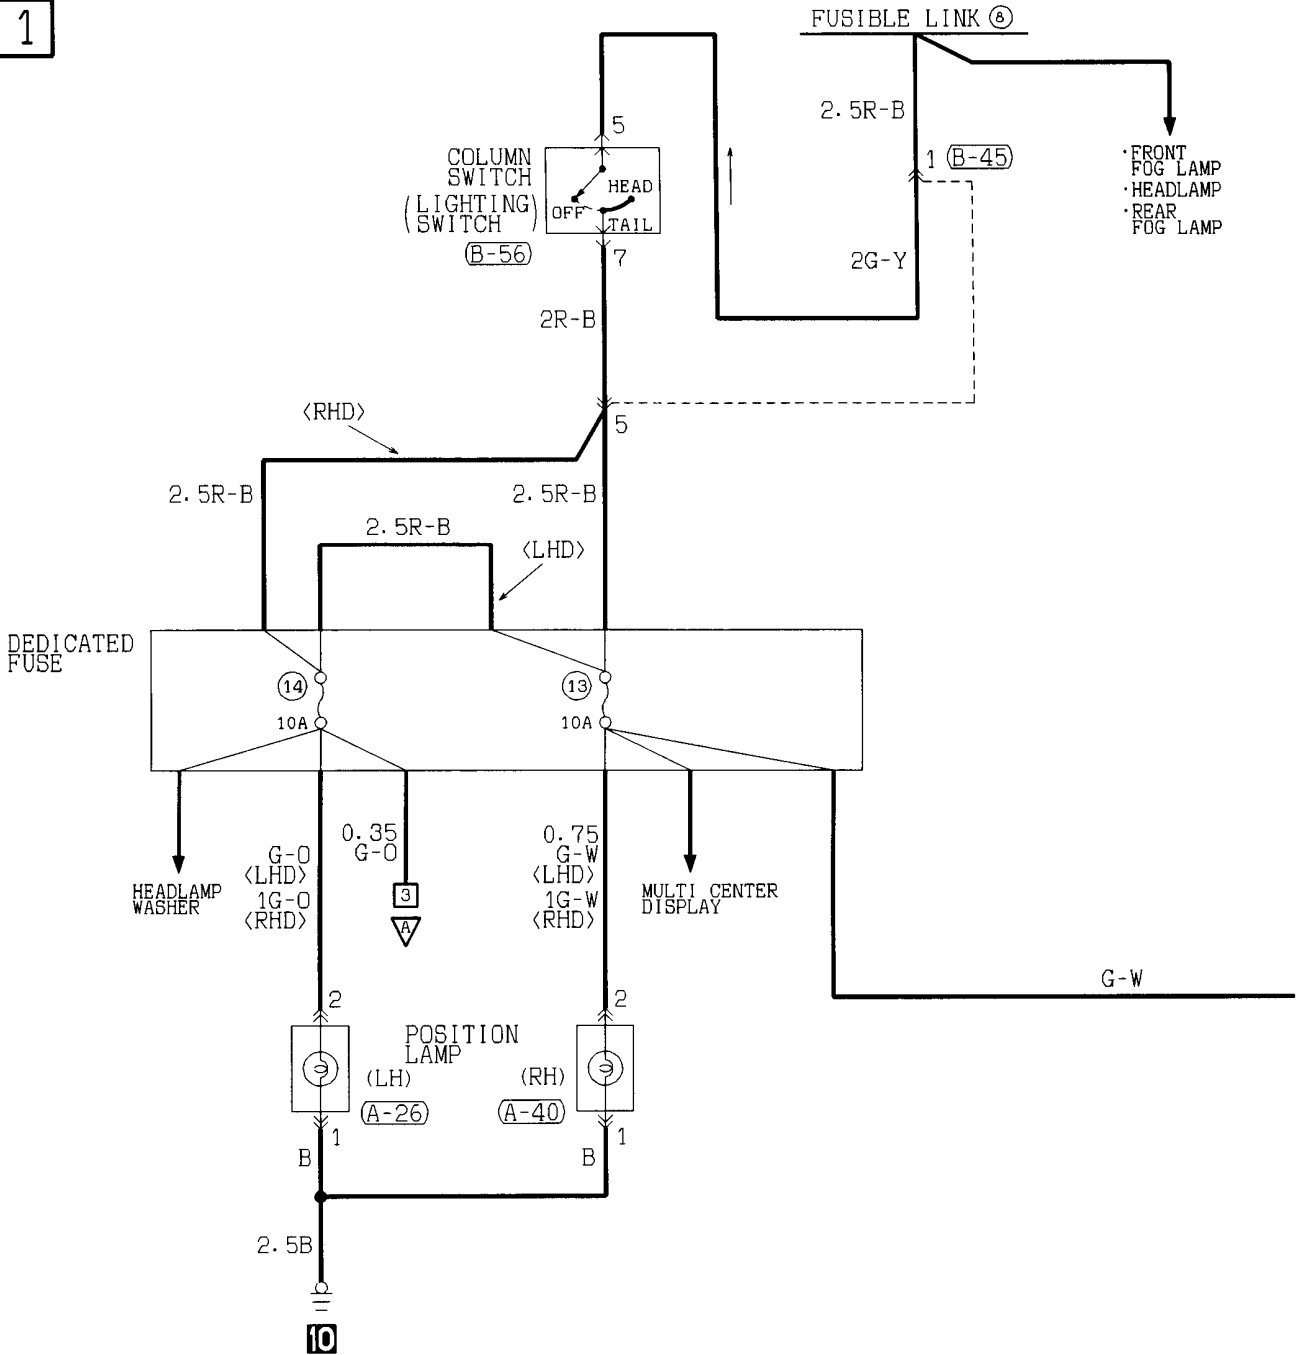 1
FUSIBLE LINK ⑧
2.5R-B
1 B-45
·FRONT
FOG LAMP
·HEADLAMP
·REAR
FOG LAMP
5
COLUMN
SWITCH
(LIGHTING)
SWITCH
B-56
HEAD
OFF
TAIL
7
2G-Y
2R-B
<RHD>
5
2.5R-B
2.5R-B
2.5R-B
<LHD>
DEDICATED
FUSE
14
10A
13
10A
HEADLAMP
WASHER
G-O
<LHD>
1G-O
<RHD>
0.35
G-O
3
A
0.75
G-W
<LHD>
1G-W
<RHD>
MULTI CENTER
DISPLAY
G-W
2
2
POSITION
LAMP
(LH)
A-26
(RH)
A-40
1
1
B
B
2.5B
10